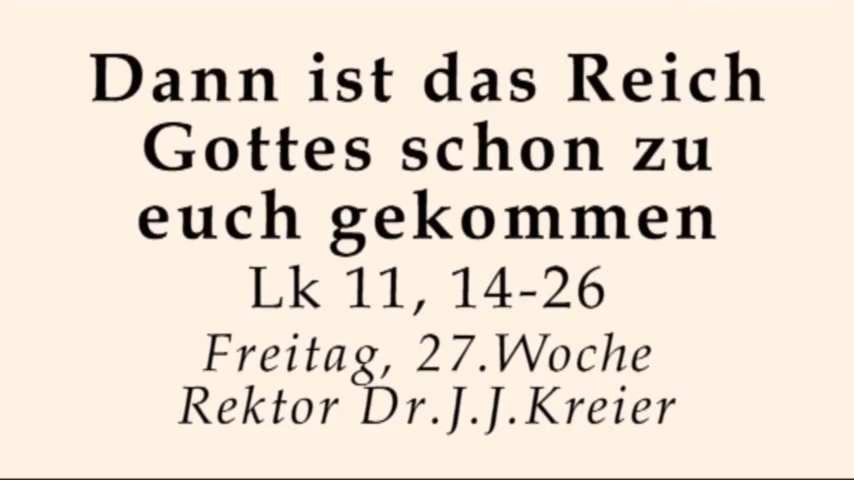 Dann ist das Reich
Gottes schon zu
euch gekommen
Lk 11, 14-26
Freitag, 27.Woche
Rektor Dr.J.J.Kreier